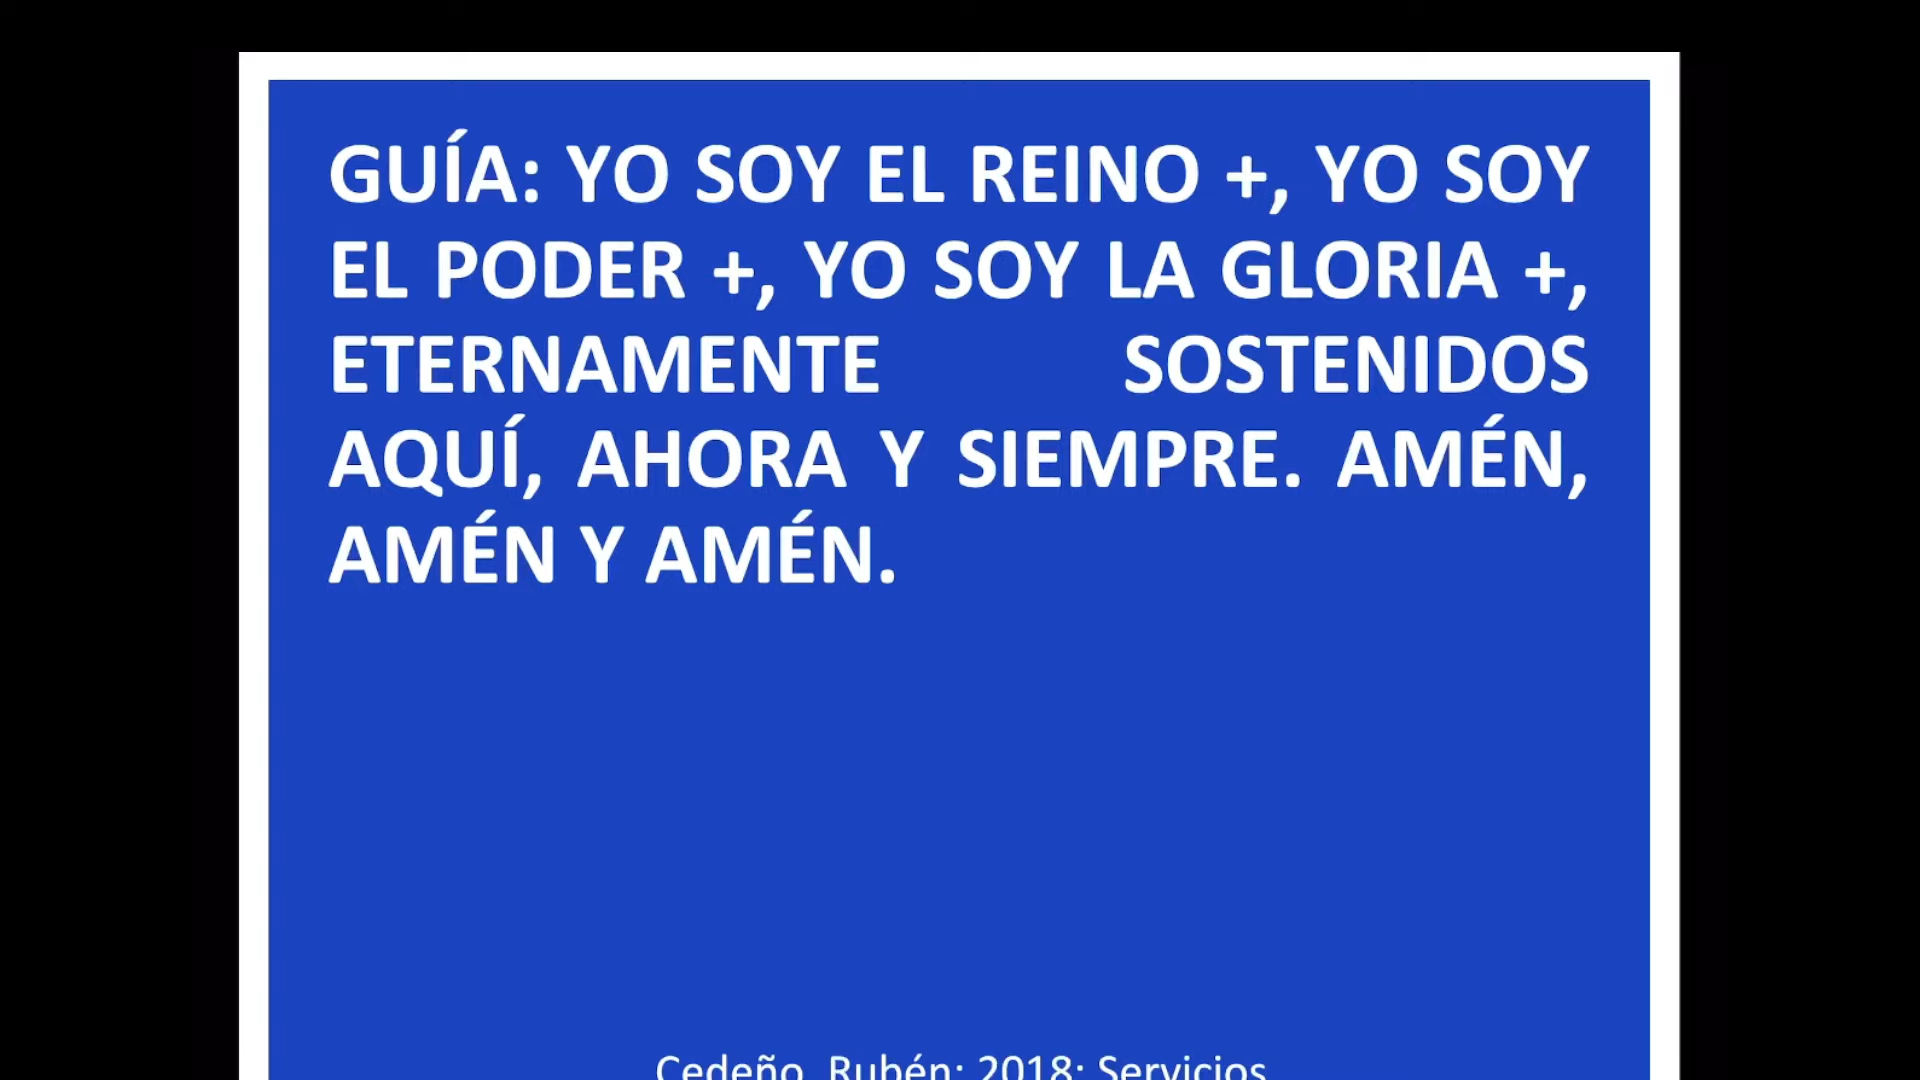 GUÍA: YO SOY EL REINO +, YO SOY
EL PODER +, YO SOY LA GLORIA +,
ETERNAMENTE SOSTENIDOS
AQUÍ, AHORA Y SIEMPRE. AMÉN,
AMÉN Y AMÉN.
Cedeño, Rubén; 2018; Servicios